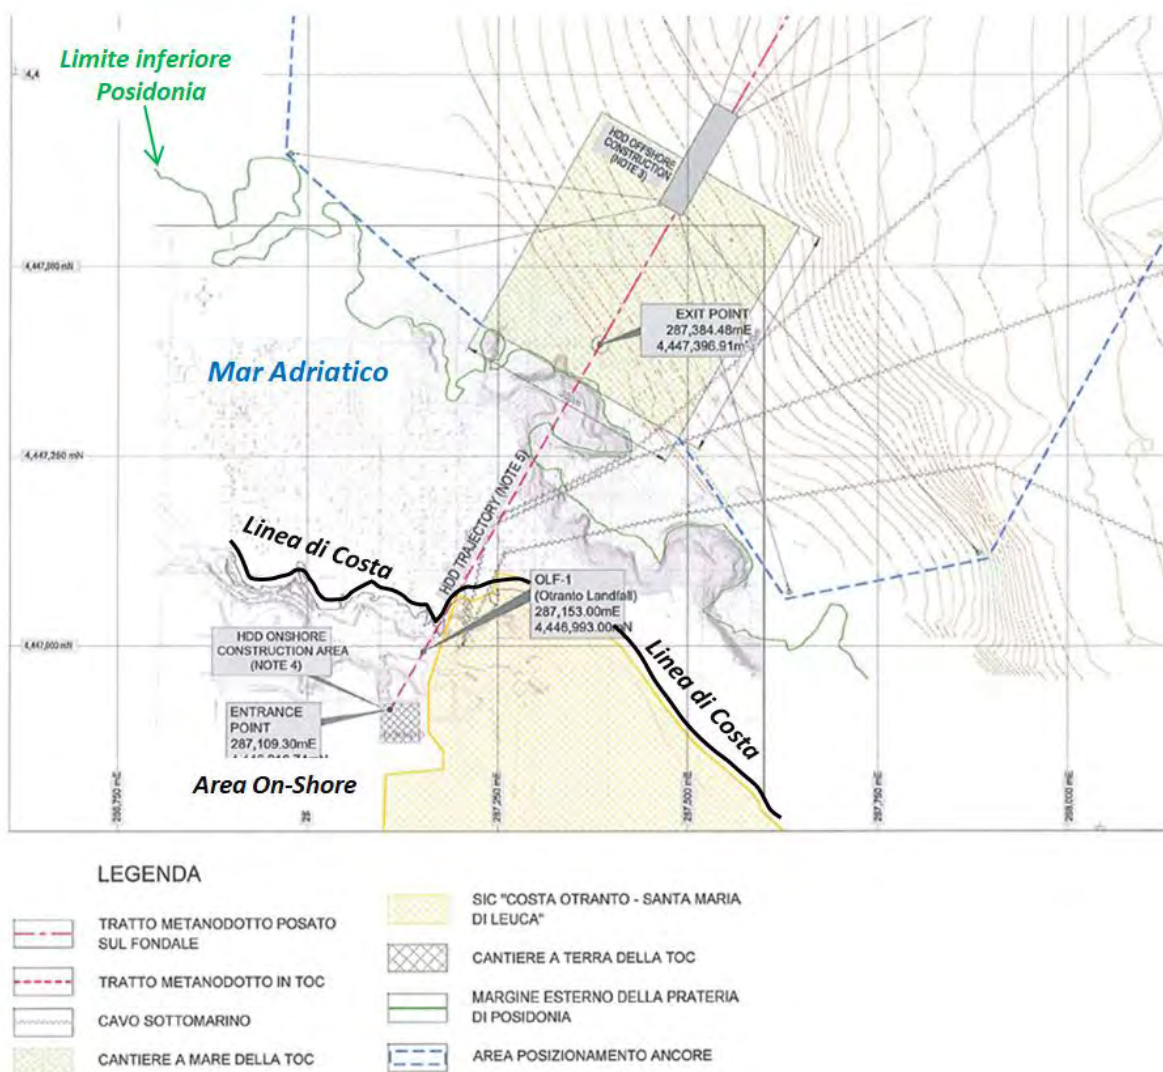 Limite inferiore
Posidonia
4,4
HDD OFFSHORE
CONSTRUCTION
(NOTE 3)
4,447,500 mN
EXIT POINT
287,384.48mE
4,447,396.91m
Mar Adriatico
4,447,250 mN
HDD TRAJECTORY (NOTE 5)
Linea di Costa
OLF-1
(Otranto Landfall)
287,153.00mE
4,446,993.00mN
HDD ONSHORE
CONSTRUCTION AREA
(NOTE 4)
4,447,000 mN
Linea di Costa
ENTRANCE
POINT
287,109.30mE
Area On-Shore
286,750 mE
28
287,250 mE
287,500 mE
287,750 mE
288,000 mE
LEGENDA
TRATTO METANODOTTO POSATO
SUL FONDALE
TRATTO METANODOTTO IN TOC
CAVO SOTTOMARINO
CANTIERE A MARE DELLA TOC
SIC "COSTA OTRANTO - SANTA MARIA
DI LEUCA"
CANTIERE A TERRA DELLA TOC
MARGINE ESTERNO DELLA PRATERIA
DI POSIDONIA
AREA POSIZIONAMENTO ANCORE